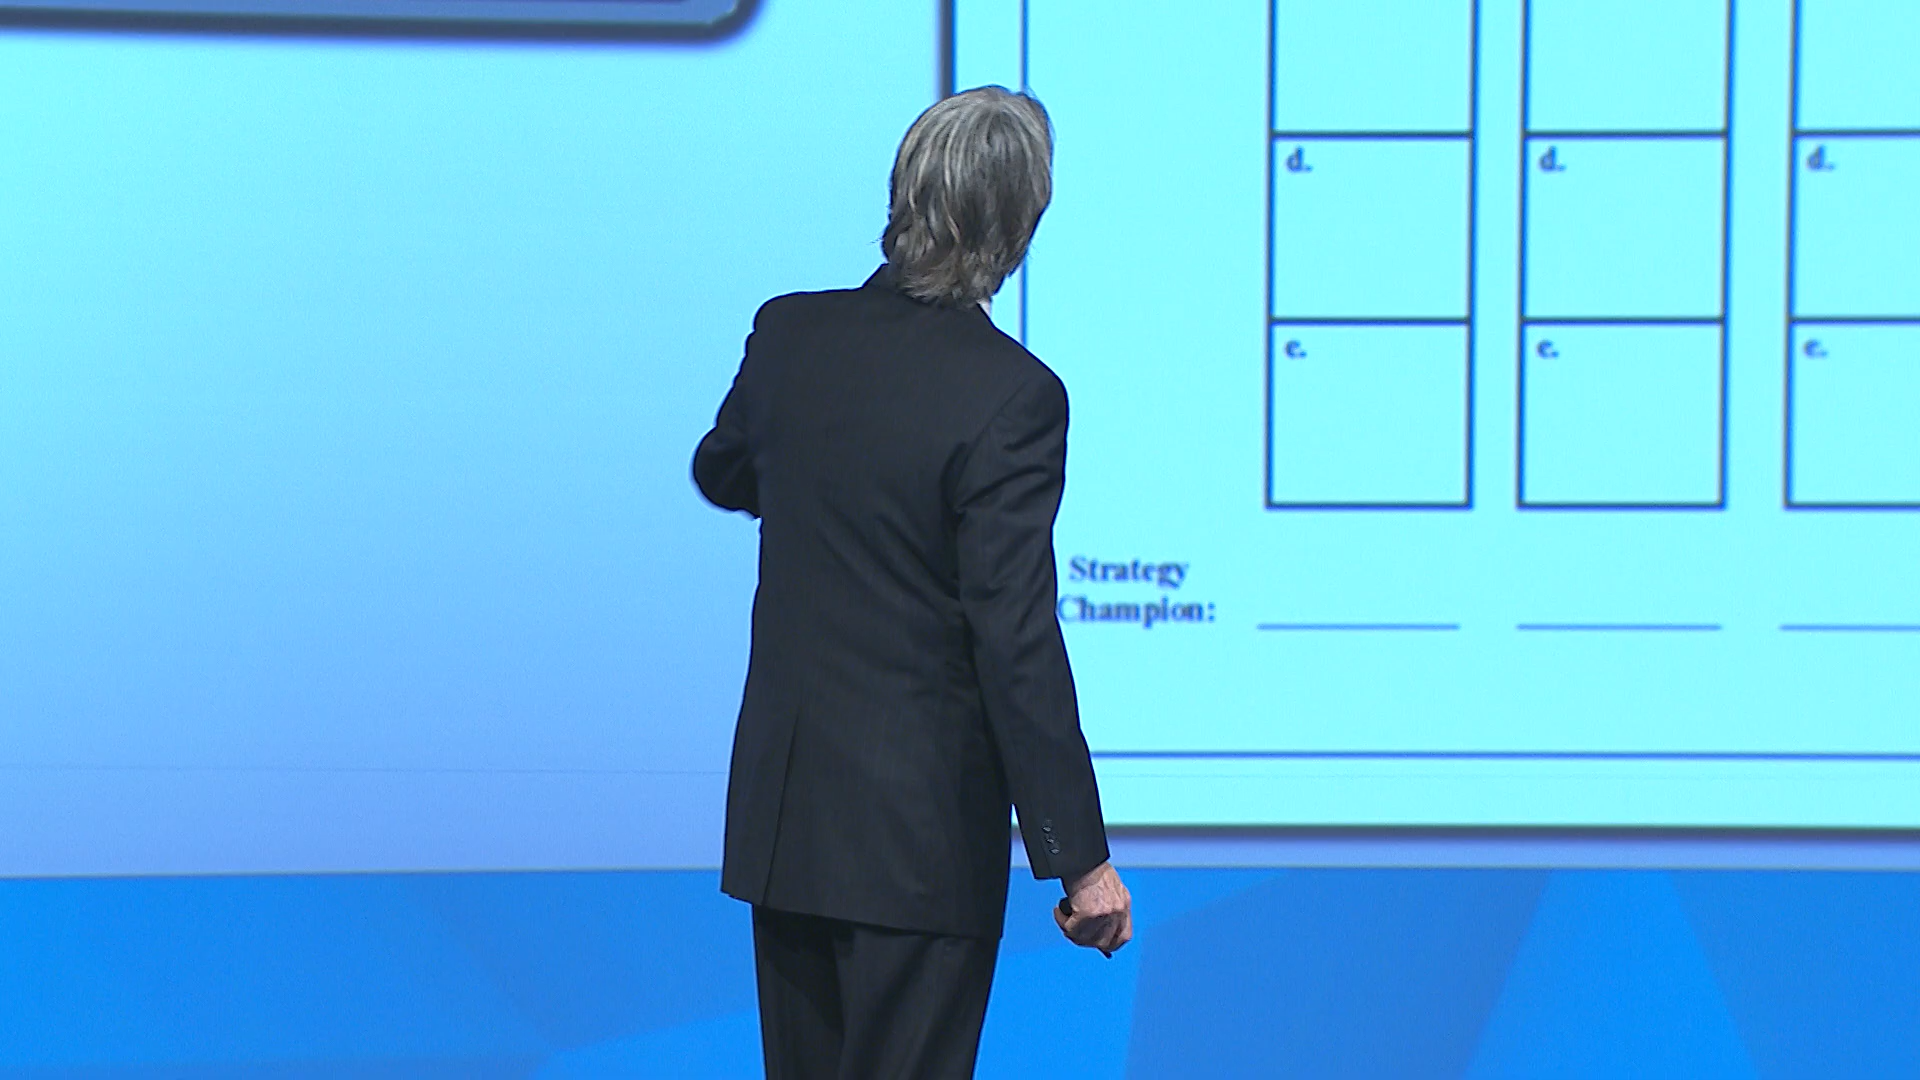 d. d. d.
e. e. e.
Strategy
Champion: